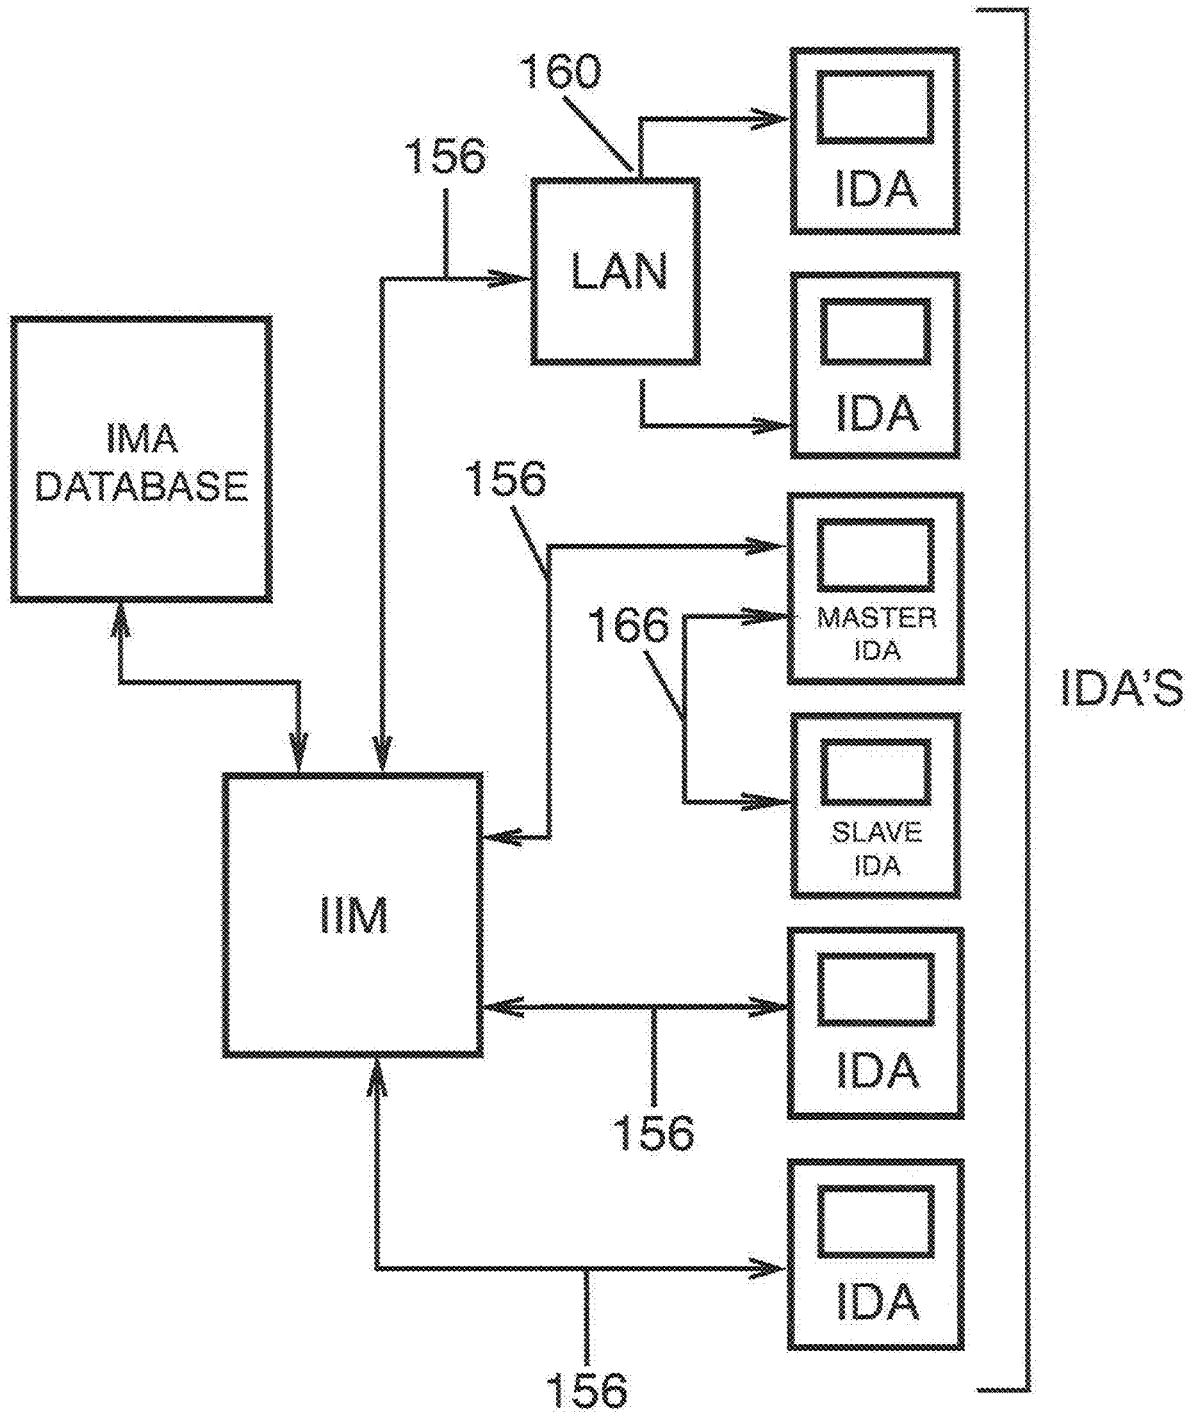 160
156
IDA
LAN
IMA
DATABASE
IDA
156
166
MASTER
IDA
IDA'S
SLAVE
IDA
IIM
IDA
156
IDA
156